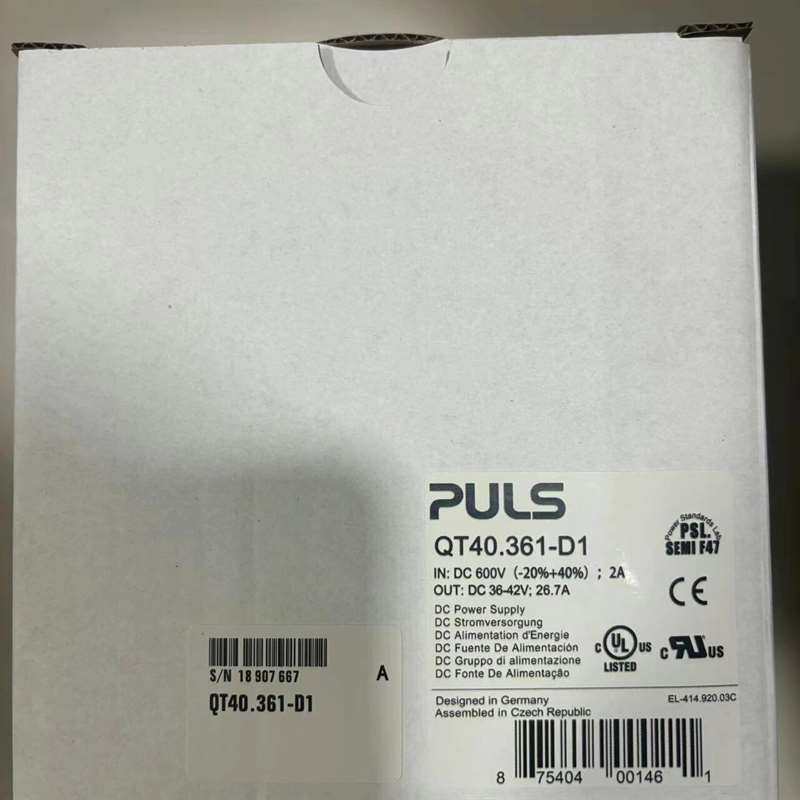 PULS
QT40.361-D1
IN: DC 600V (-20%+40%) ; 2A
OUT: DC 36-42V; 26.7A
DC Power Supply
DC Stromversorgung
DC Alimentation d'Énergie
DC Fuente De Alimentación
DC Gruppo di alimentazione
DC Fonte De Alimentação
Power Standards Lab
PSL.
SEMI F47
CE
C UL US
LISTED
C RU US
Designed in Germany
Assembled in Czech Republic
EL-414.920.03C
8 75404 00146 1
S/N 18 907 667
A
QT40.361-D1